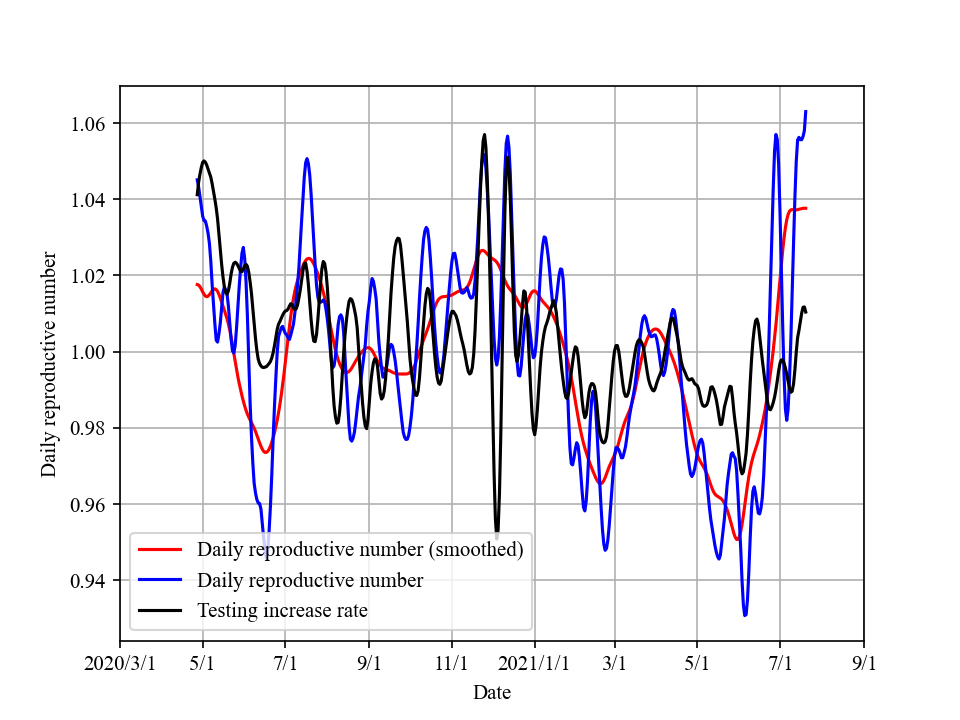 1.06
1.04
1.02
1.00
0.98
0.96
0.94
Daily reproductive number
Daily reproductive number (smoothed)
Daily reproductive number
Testing increase rate
2020/3/1 5/1 7/1 9/1 11/1 2021/1/1 3/1 5/1 7/1 9/1
Date